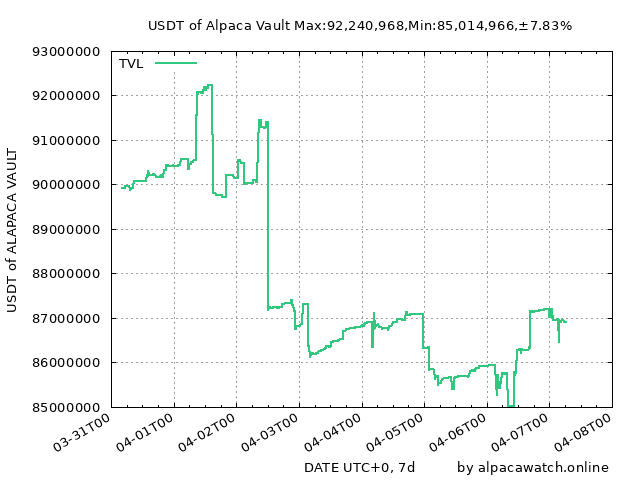 USDT of Alpaca Vault Max:92,240,968,Min:85,014,966,±7.83%
TVL
USDT of ALAPACA VAULT
93000000
92000000
91000000
90000000
89000000
88000000
87000000
86000000
85000000
03-31T00
04-01T00
04-02T00
04-03T00
04-04T00
04-05T00
04-06T00
04-07T00
04-08T00
DATE UTC+0, 7d
by alpacawatch.online